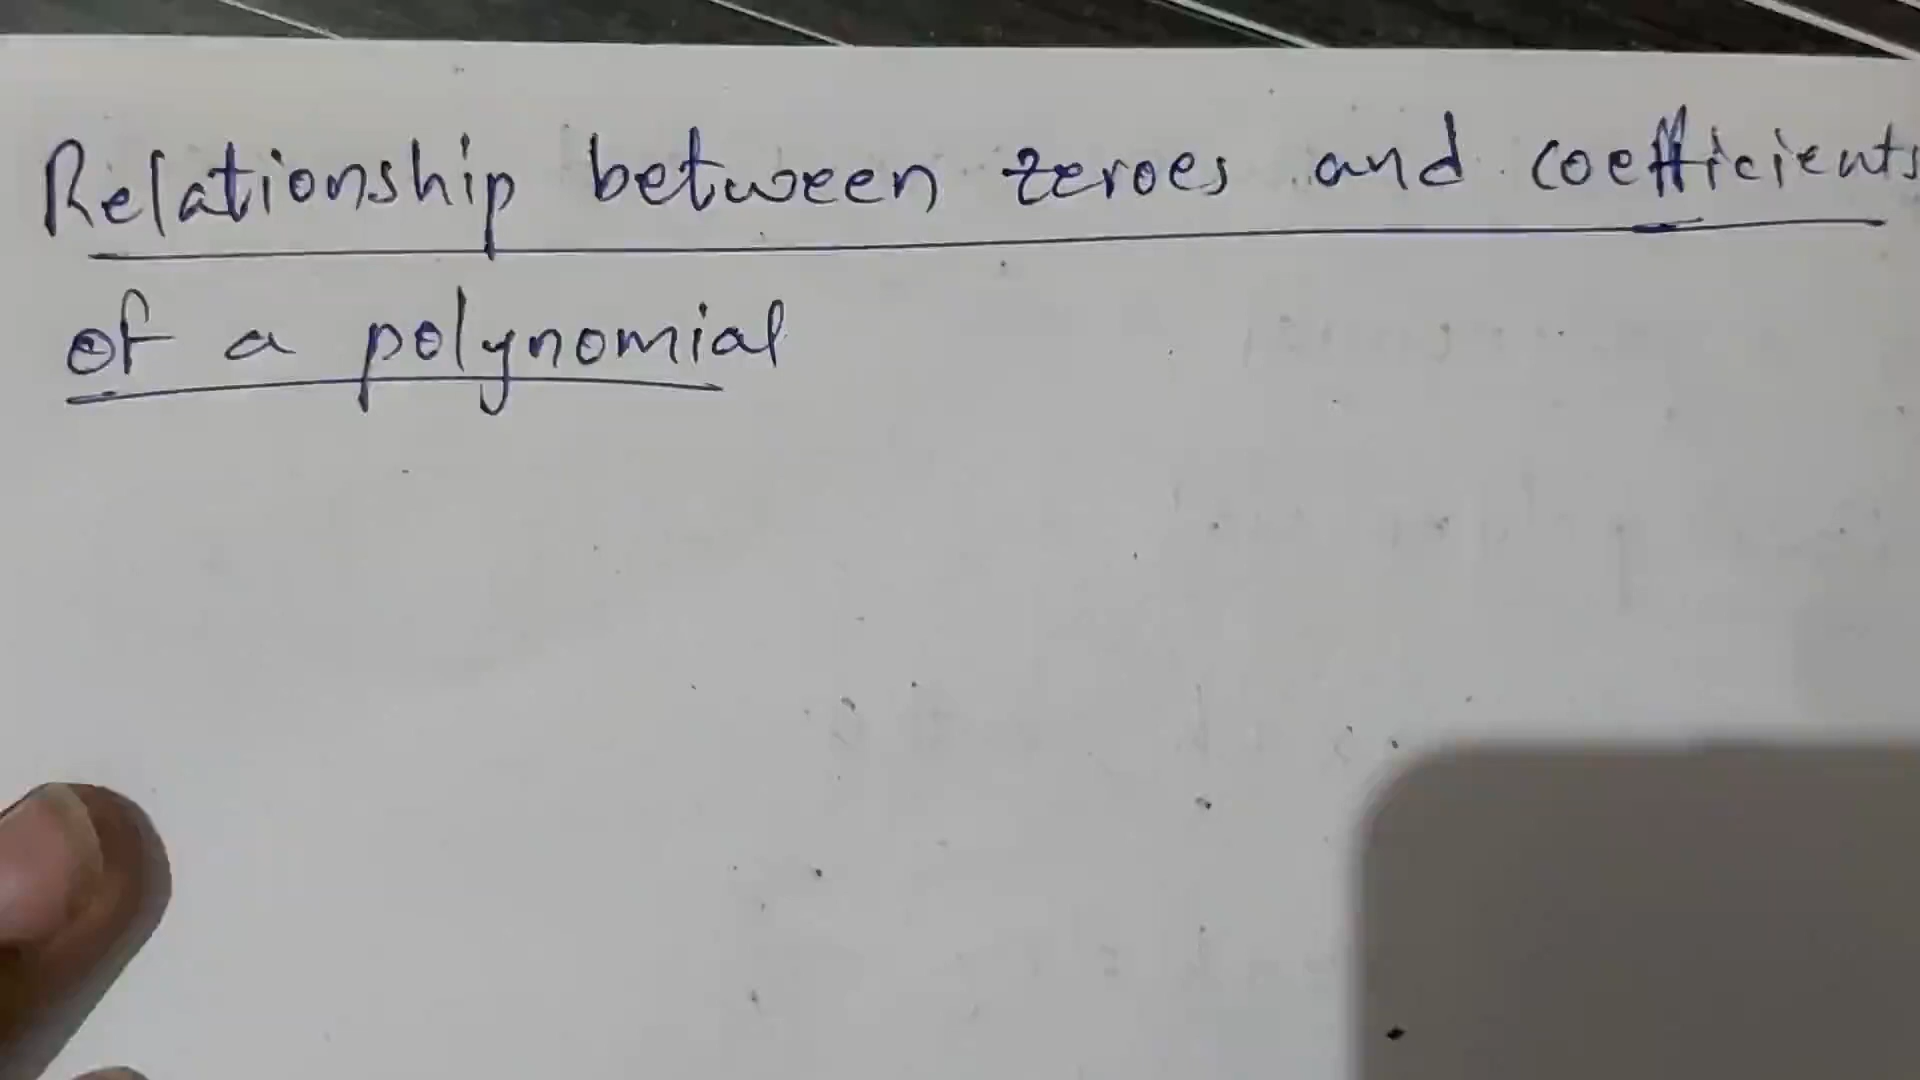 Relationship between zeroes and coefficients
of a polynomial